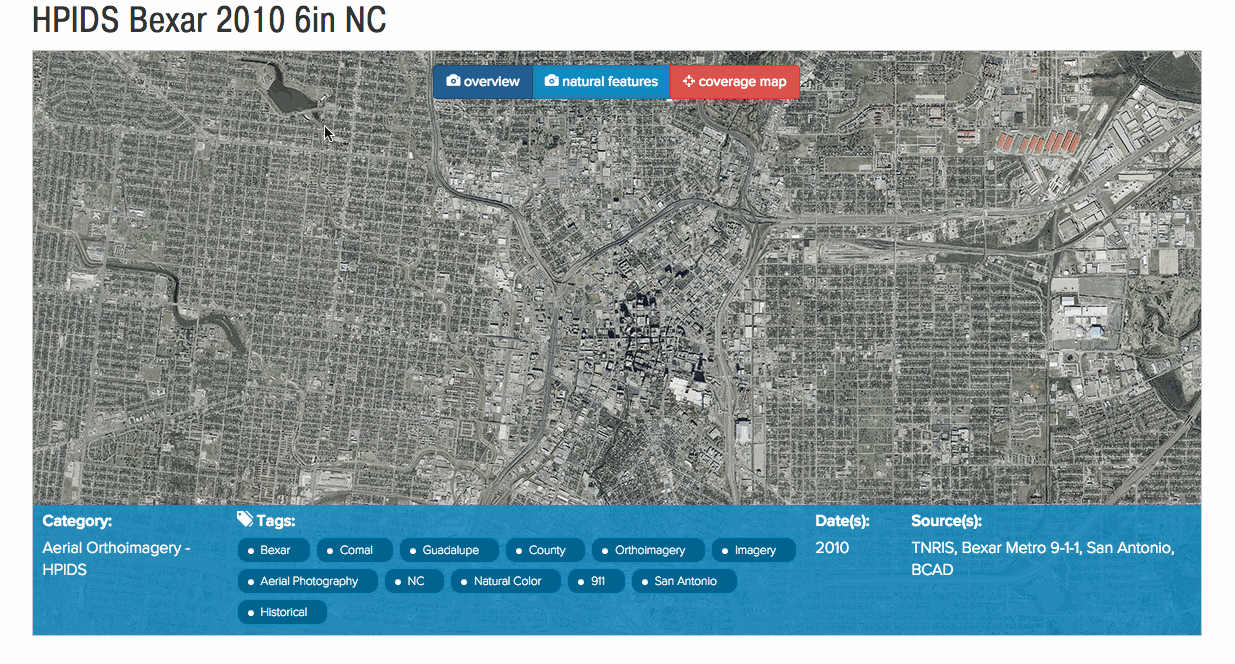 HPIDS Bexar 2010 6in NC
overview natural features coverage map
Category:
Aerial Orthoimagery -
HPIDS
Tags:
Bexar Comal Guadalupe County Orthoimagery Imagery
Aerial Photography NC Natural Color 911 San Antonio
Historical
Date(s):
2010
Source(s):
TNRIS, Bexar Metro 9-1-1, San Antonio,
BCAD